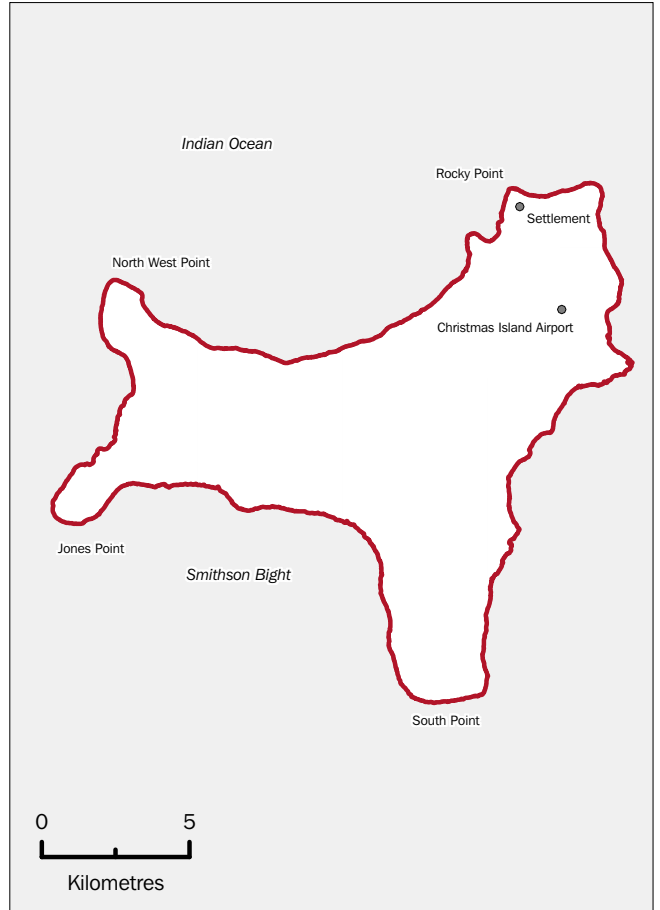 Indian Ocean
Rocky Point
Settlement
North West Point
Christmas Island Airport
Jones Point
Smithson Bight
South Point
0 5
Kilometres